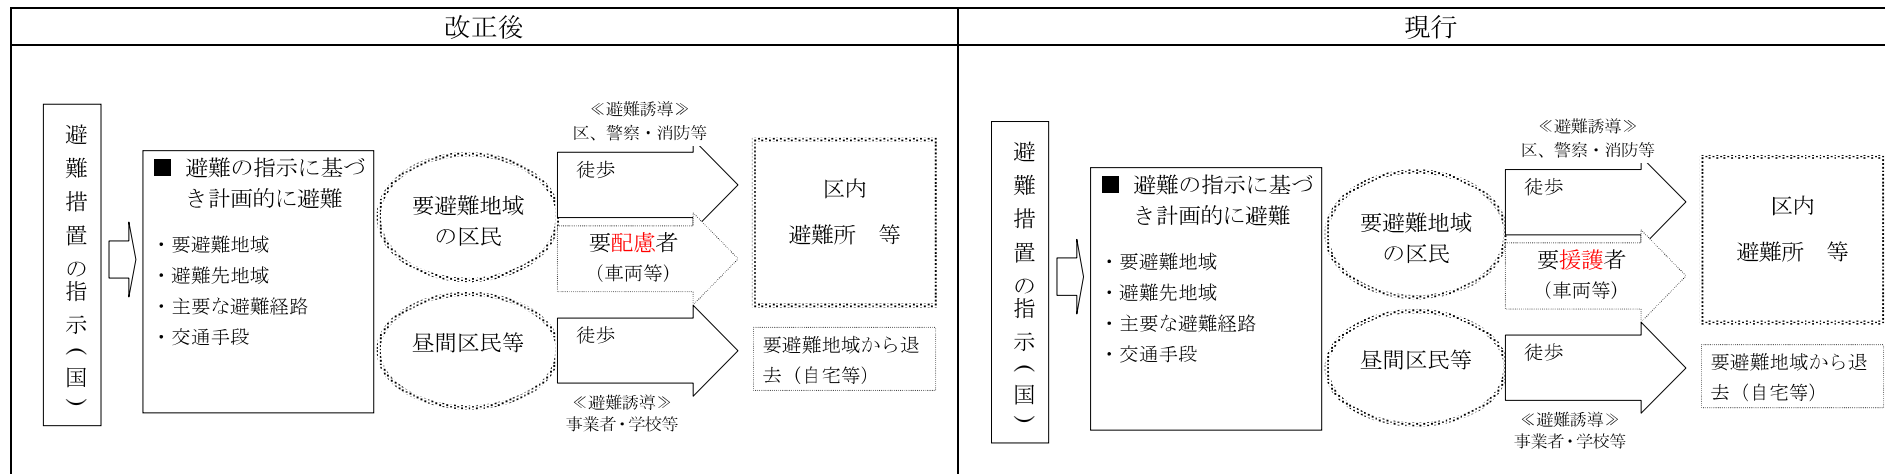 改正後
避難措置の指示(国)
■ 避難の指示に基づ
き計画的に避難
・要避難地域
・避難先地域
・主要な避難経路
・交通手段
要避難地域
の区民
昼間区民等
≪避難誘導≫
区、警察・消防等
徒歩
要配慮者
（車両等）
徒歩
≪避難誘導≫
事業者・学校等
区内
避難所　等
要避難地域から退
去（自宅等）
現行
避難措置の指示(国)
■ 避難の指示に基づ
き計画的に避難
・要避難地域
・避難先地域
・主要な避難経路
・交通手段
要避難地域
の区民
昼間区民等
≪避難誘導≫
区、警察・消防等
徒歩
要援護者
（車両等）
徒歩
≪避難誘導≫
事業者・学校等
区内
避難所　等
要避難地域から退
去（自宅等）